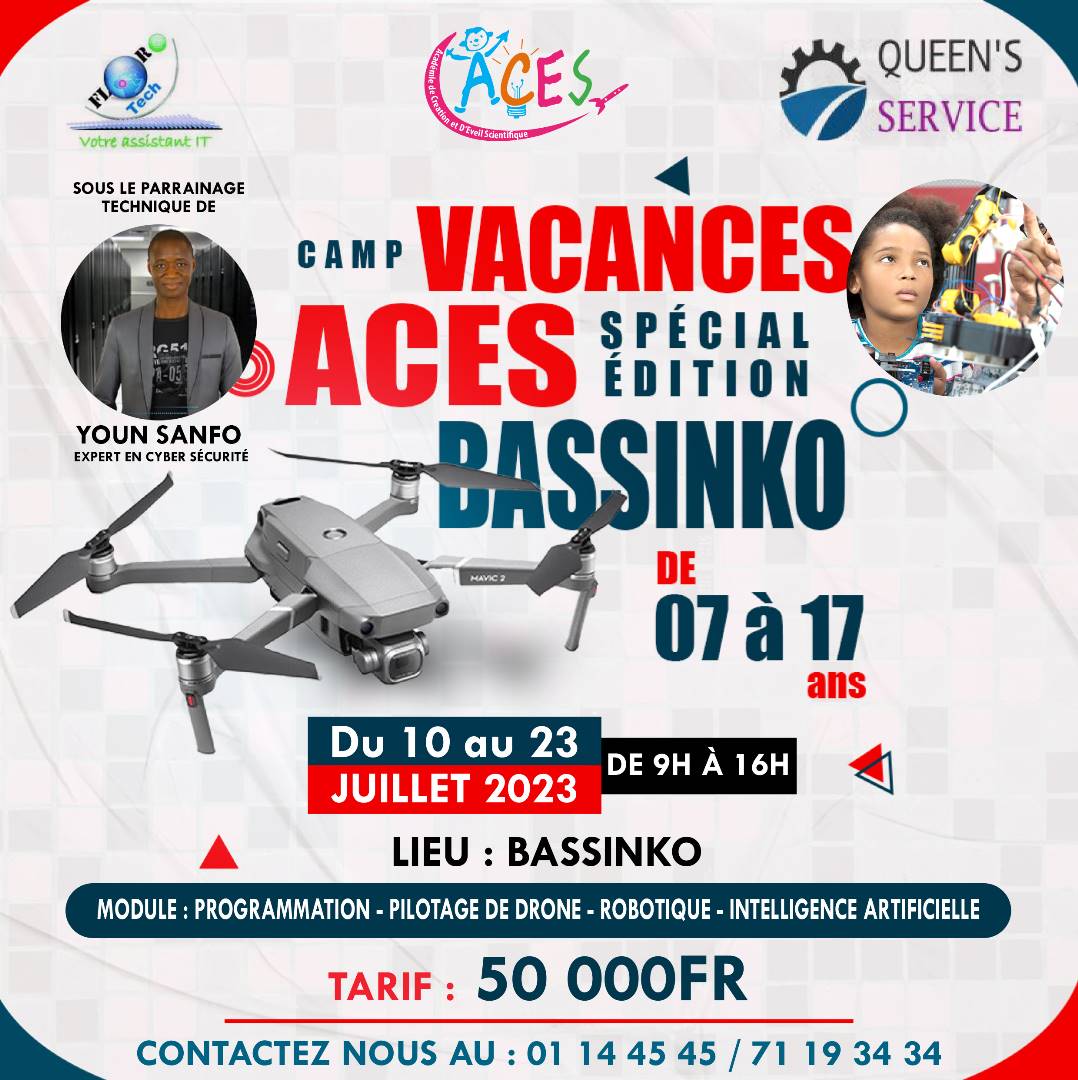 FLOR
Tech
Votre assistant IT
ACES
Académie de Création et D'Éveil Scientifique
QUEEN'S
SERVICE
SOUS LE PARRAINAGE
TECHNIQUE DE
YOUN SANFO
EXPERT EN CYBER SÉCURITÉ
CAMP VACANCES
ACES SPÉCIAL
ÉDITION
BASSINKO
MAVIC 2
DE
07 à 17
ans
Du 10 au 23
JUILLET 2023
DE 9H À 16H
LIEU : BASSINKO
MODULE : PROGRAMMATION - PILOTAGE DE DRONE - ROBOTIQUE - INTELLIGENCE ARTIFICIELLE
TARIF : 50 000FR
CONTACTEZ NOUS AU : 01 14 45 45 / 71 19 34 34